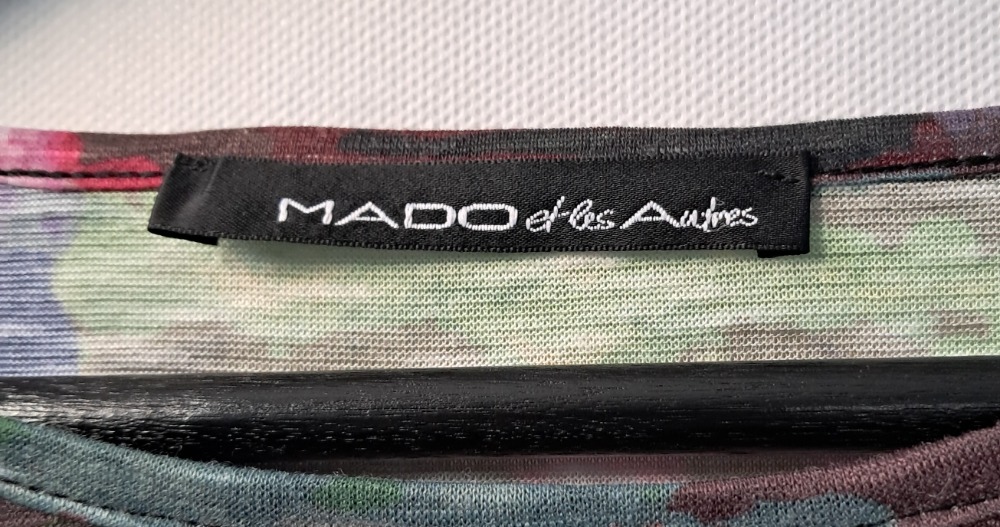 MADO et les Autres